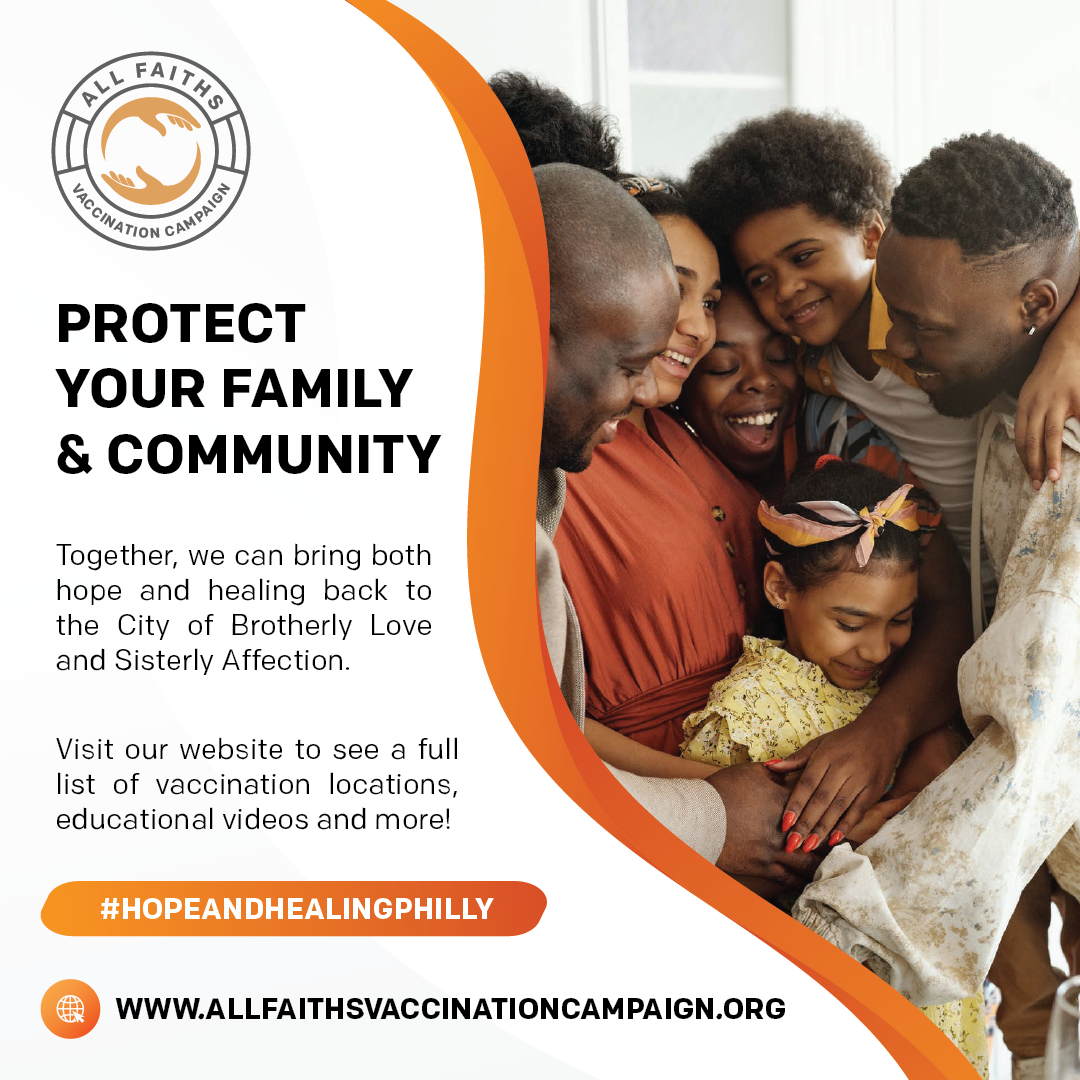 ALL FAITHS
VACCINATION CAMPAIGN
PROTECT
YOUR FAMILY
& COMMUNITY
Together, we can bring both
hope and healing back to
the City of Brotherly Love
and Sisterly Affection.
Visit our website to see a full
list of vaccination locations,
educational videos and more!
#HOPEANDHEALINGPHILLY
WWW.ALLFAITHSVACCINATIONCAMPAIGN.ORG